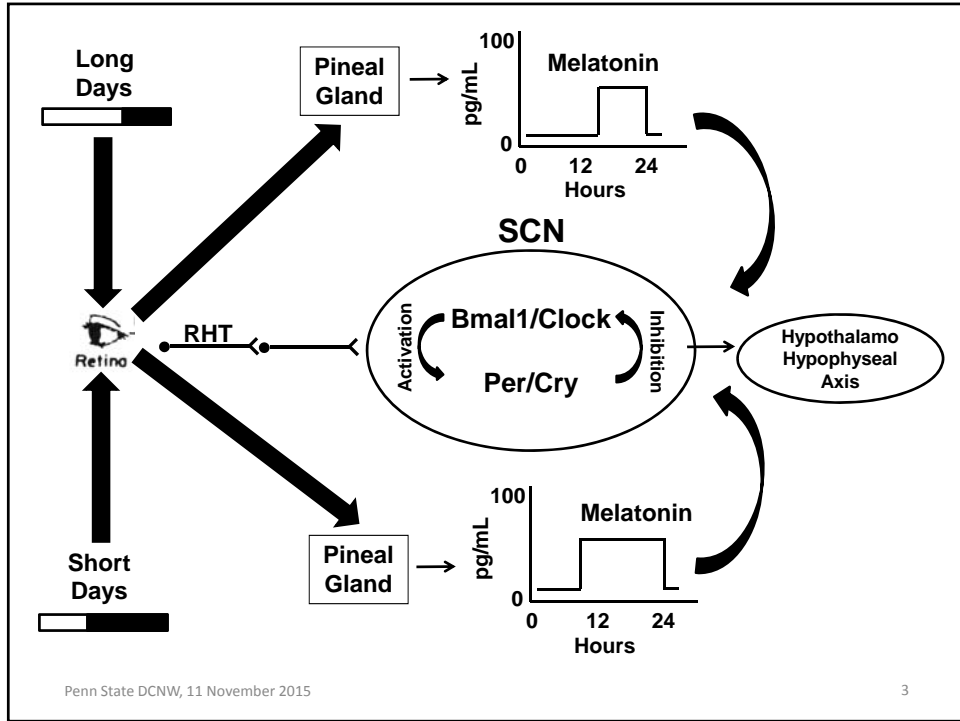 Long
Days
Pineal
Gland
100
pg/mL
0
Melatonin
0 12 24
Hours
SCN
Retina
RHT
Activation
Bmal1/Clock
Per/Cry
Inhibition
Hypothalamo
Hypophyseal
Axis
Short
Days
Pineal
Gland
100
pg/mL
0
Melatonin
0 12 24
Hours
Penn State DCNW, 11 November 2015
3